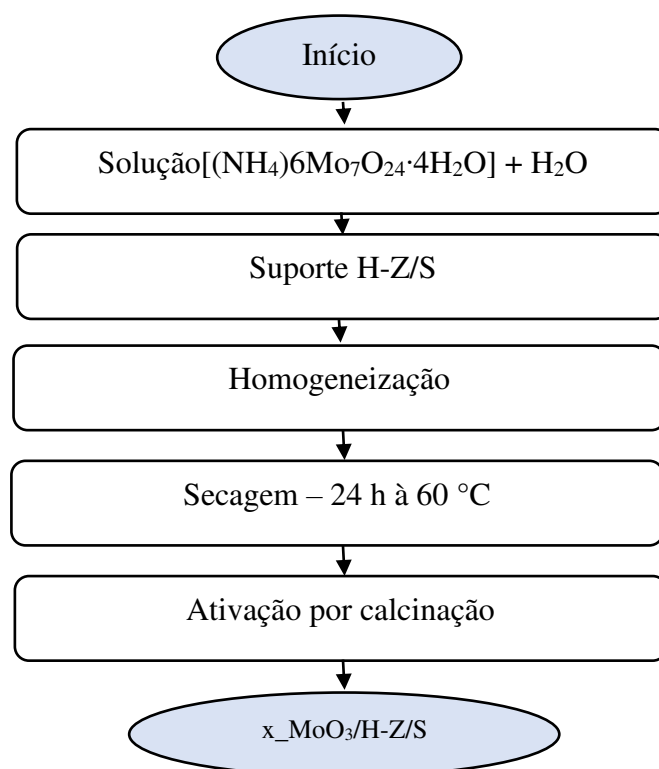 Início
Solução[(NH₄)6Mo₇O₂₄·4H₂O] + H₂O
Suporte H-Z/S
Homogeneização
Secagem – 24 h à 60 °C
Ativação por calcinação
x_MoO₃/H-Z/S